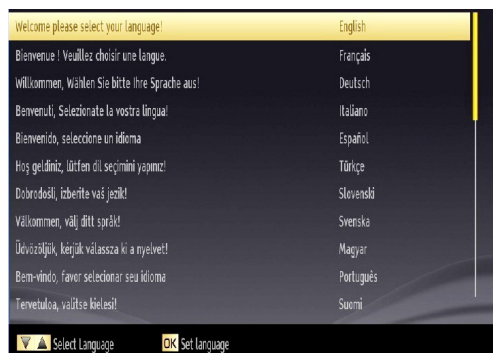 Welcome please select your language! English
Bienvenue ! Veuillez choisir une langue. Français
Willkommen, Wählen Sie bitte Ihre Sprache aus! Deutsch
Benvenuti, Selezionate la vostra lingua! Italiano
Bienvenido, seleccione un idioma Español
Hoş geldiniz, lütfen dil seçimini yapınız! Türkçe
Dobrodošli, izberite vaš jezik! Slovenski
Välkommen, välj ditt språk! Svenska
Üdvözöljük, kérjük válassza ki a nyelvet! Magyar
Bem-vindo, favor selecionar seu idioma Português
Tervetuloa, valitse kielesi! Suomi
Select Language OK Set language